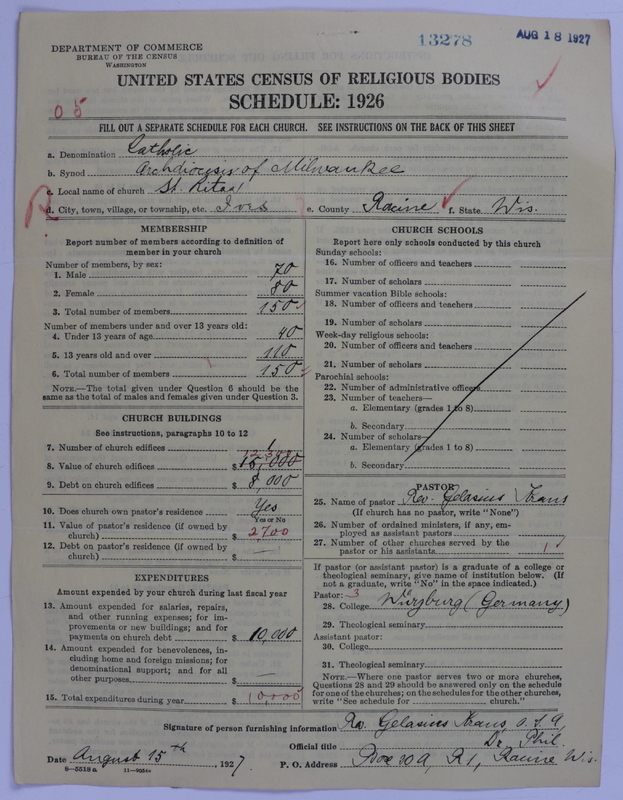 13278
AUG 18 1927
DEPARTMENT OF COMMERCE
BUREAU OF THE CENSUS
WASHINGTON
UNITED STATES CENSUS OF RELIGIOUS BODIES
SCHEDULE: 1926
05
FILL OUT A SEPARATE SCHEDULE FOR EACH CHURCH. SEE INSTRUCTIONS ON THE BACK OF THIS SHEET
a. Denomination Catholic
b. Synod Archdiocesis of Milwaukee
c. Local name of church St. Ritas'
R
d. City, town, village, or township, etc. Ives e. County Racine f. State Wis.
MEMBERSHIP
Report number of members according to definition of
member in your church
Number of members, by sex:
1. Male 70
2. Female 80
3. Total number of members 150
Number of members under and over 13 years old:
4. Under 13 years of age 40
5. 13 years old and over 110
6. Total number of members 150
NOTE.—The total given under Question 6 should be the
same as the total of males and females given under Question 3.
CHURCH BUILDINGS
See instructions, paragraphs 10 to 12
7. Number of church edifices 1
8. Value of church edifices $ 15,000
9. Debt on church edifices $ 8,000
10. Does church own pastor's residence Yes
Yes or No
11. Value of pastor's residence (if owned by
church) $ 2700
12. Debt on pastor's residence (if owned by
church) $ —
EXPENDITURES
Amount expended by your church during last fiscal year
13. Amount expended for salaries, repairs,
and other running expenses; for im-
provements or new buildings; and for
payments on church debt $ 10,000
14. Amount expended for benevolences, in-
cluding home and foreign missions; for
denominational support; and for all
other purposes $ —
15. Total expenditures during year $ 10,000
CHURCH SCHOOLS
Report here only schools conducted by this church
Sunday schools:
16. Number of officers and teachers
17. Number of scholars
Summer vacation Bible schools:
18. Number of officers and teachers
19. Number of scholars
Week-day religious schools:
20. Number of officers and teachers
21. Number of scholars
Parochial schools:
22. Number of administrative officers
23. Number of teachers—
a. Elementary (grades 1 to 8)
b. Secondary
24. Number of scholars—
a. Elementary (grades 1 to 8)
b. Secondary
PASTOR
25. Name of pastor Rev. Gelasius Kraus
(If church has no pastor, write "None")
26. Number of ordained ministers, if any, em-
ployed as assistant pastors
27. Number of other churches served by the
pastor or his assistants 1
If pastor (or assistant pastor) is a graduate of a college or
theological seminary, give name of institution below. (If
not a graduate, write "No" in the space indicated.)
Pastor: 3
28. College Würzburg (Germany)
29. Theological seminary
Assistant pastor:
30. College
31. Theological seminary
NOTE.—Where one pastor serves two or more churches,
Questions 28 and 29 should be answered only on the schedule
for one of the churches; on the schedules for the other churches,
write "See schedule for ........ church."
Signature of person furnishing information Rev. Gelasius Kraus, O.S.A.
Official title Dr. Phil.
Date August 15th, 1927 P. O. Address Box 20A, R1, Racine Wis.
8—5518a 11—9034a